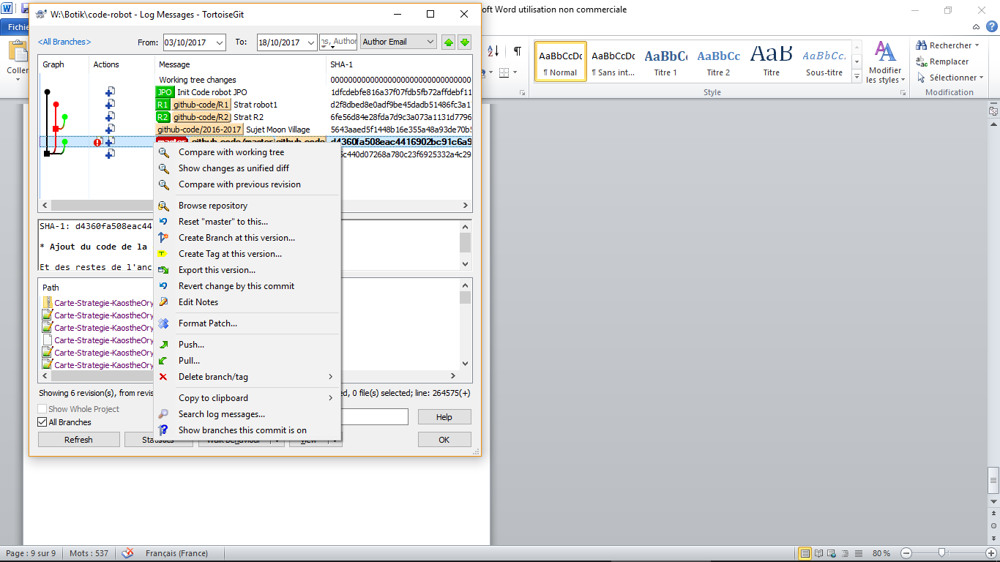 W:\Botik\code-robot - Log Messages - TortoiseGit
oft Word utilisation non commerciale
Fichie
<All Branches>
From: 03/10/2017 To: 18/10/2017 Author Email
Graph Actions Message SHA-1
Working tree changes 00000000000000000000000000000000
JPO Init Code robot JPO 1dfcdebfe816a37f07fdb5fb72affdebf11
R1 github-code/R1 Strat robot1 d2f8dbed8e0adf9be45dadb51486fc3a1
R2 github-code/R2 Strat R2 6fe56d84e28fda7d9c3a073a1131d7796
github-code/2016-2017 Sujet Moon Village 5643aaed5f1448b16e355a48a93de70b5
master github-code/master github-code d4360fa508eac4416902bc91c6a9
c440d07268a780c23f6925332a4c29
Compare with working tree
Show changes as unified diff
Compare with previous revision
Browse repository
Reset "master" to this...
Create Branch at this version...
Create Tag at this version...
Export this version...
Revert change by this commit
Edit Notes
Format Patch...
Push...
Pull...
Delete branch/tag
Copy to clipboard
Search log messages...
Show branches this commit is on
SHA-1: d4360fa508eac44
* Ajout du code de la
Et des restes de l'anc
Path
Carte-Strategie-KaostheOry
Carte-Strategie-KaostheOry
Carte-Strategie-KaostheOry
Carte-Strategie-KaostheOry
Carte-Strategie-KaostheOry
Carte-Strategie-KaostheOry
Showing 6 revision(s), from revis
ed, 0 file(s) selected; line: 264575(+)
Show Whole Project
All Branches
Help
Refresh Statistics Walk Behaviour View OK
Coller
AaBbCcDc AaBbCcDc AaBbCc AaBbCc AaB AaBbCc.
¶ Normal ¶ Sans int... Titre 1 Titre 2 Titre Sous-titre
Modifier
les styles
Style
Rechercher
Remplacer
Sélectionner
Modification
Page : 9 sur 9 Mots : 537 Français (France) 80 %